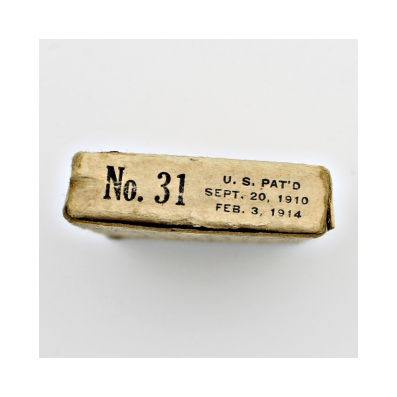 No. 31
U. S. PAT'D
SEPT. 20, 1910
FEB. 3, 1914